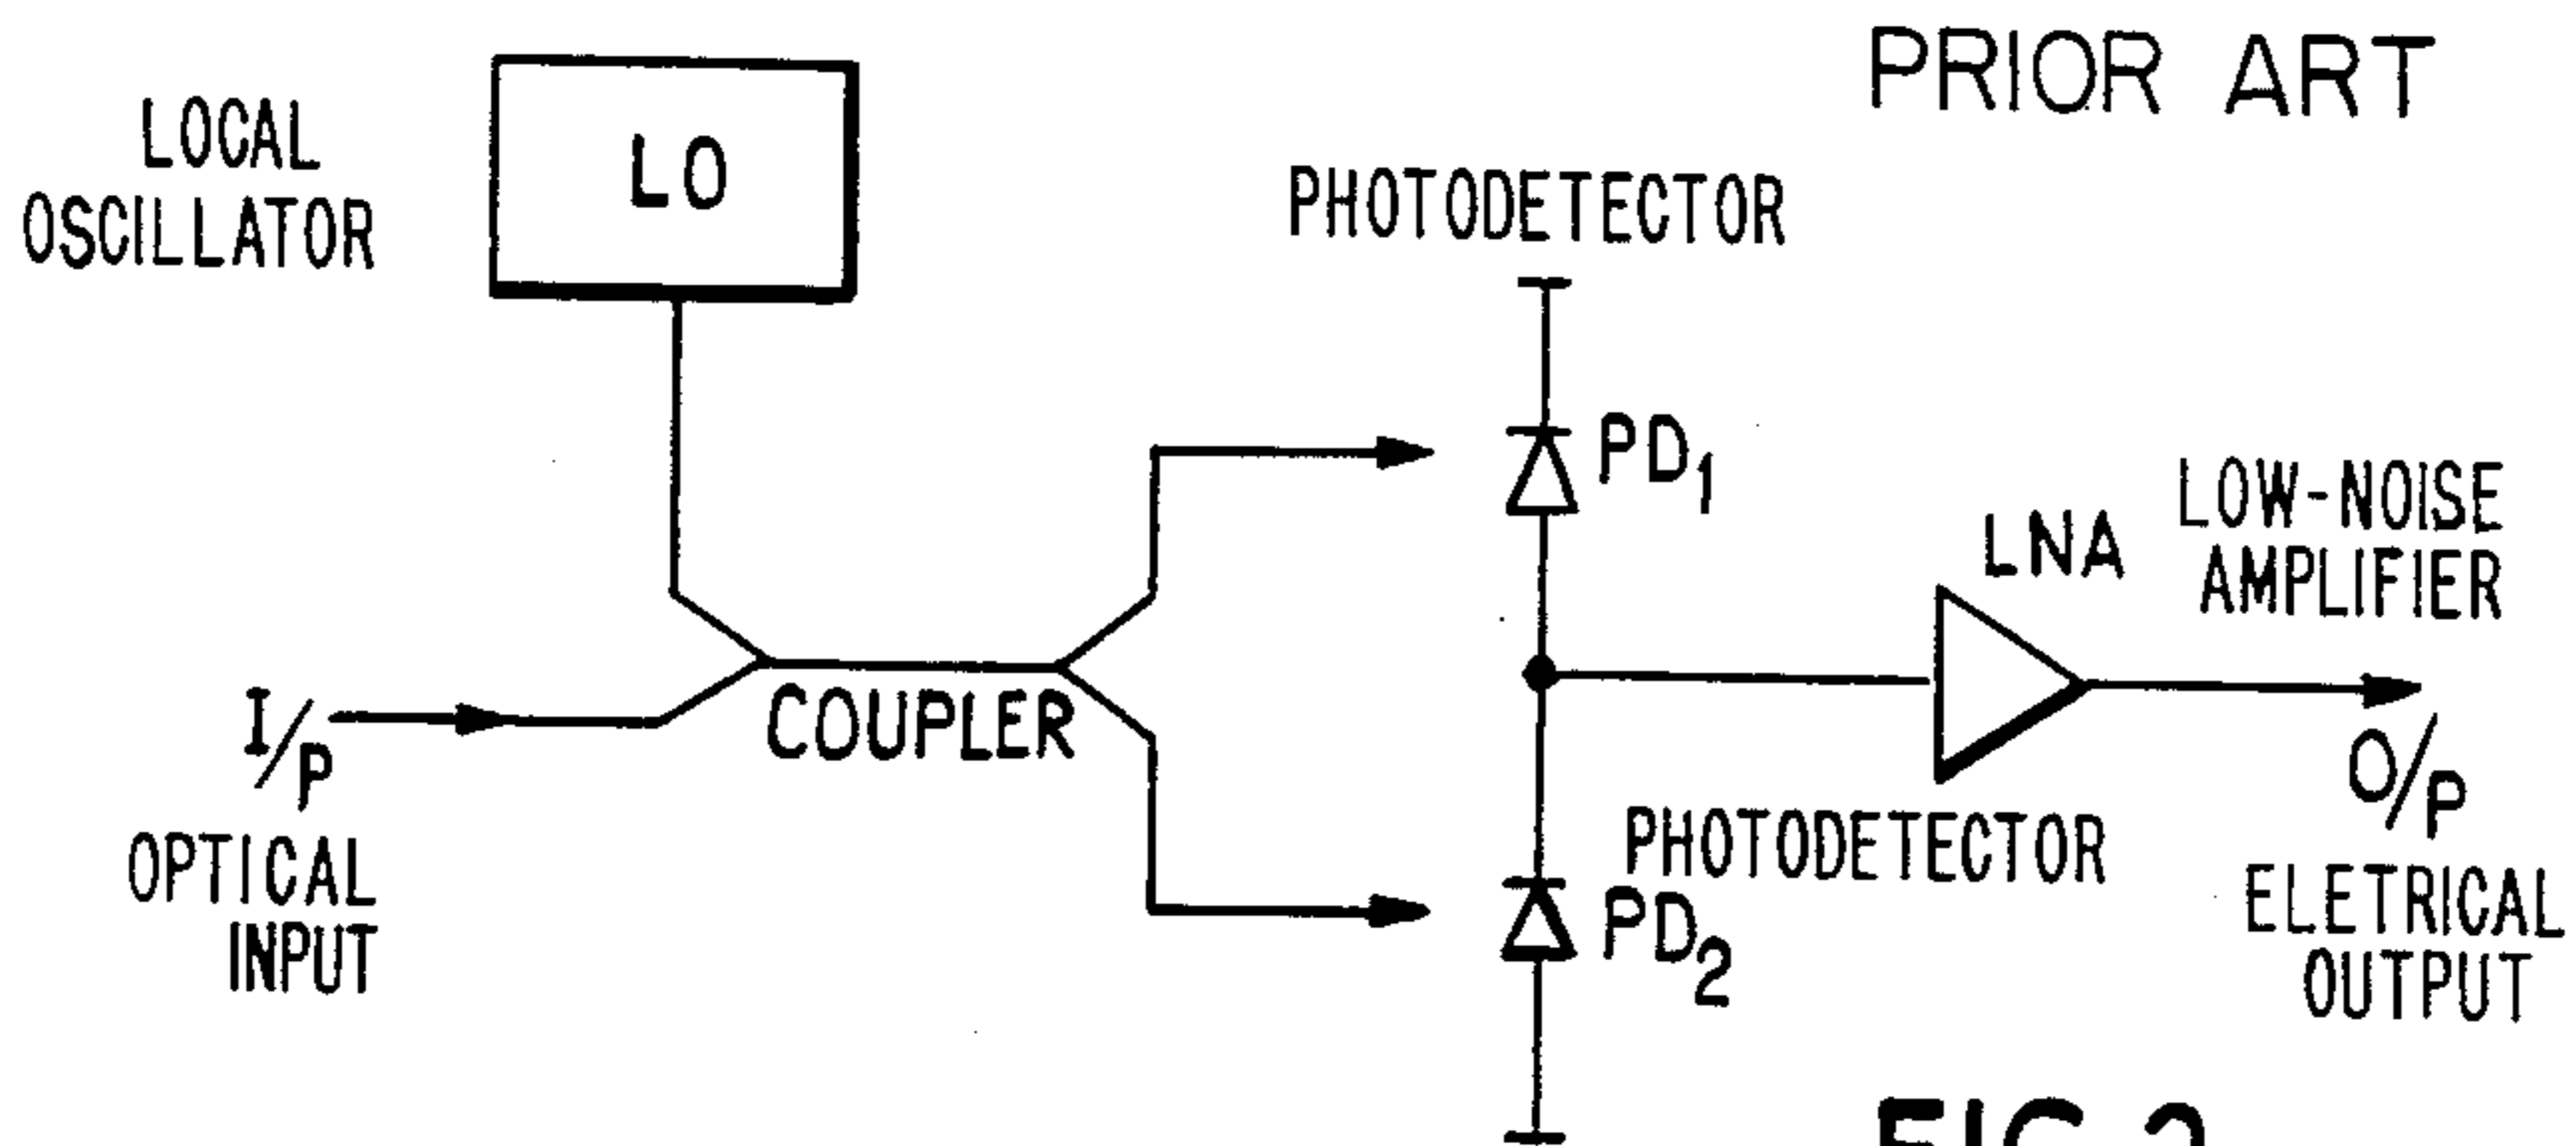 PRIOR ART
LOCAL
OSCILLATOR
LO
PHOTODETECTOR
PD1
LNA
LOW-NOISE
AMPLIFIER
I/P
COUPLER
OPTICAL
INPUT
PHOTODETECTOR
PD2
O/P
ELETRICAL
OUTPUT